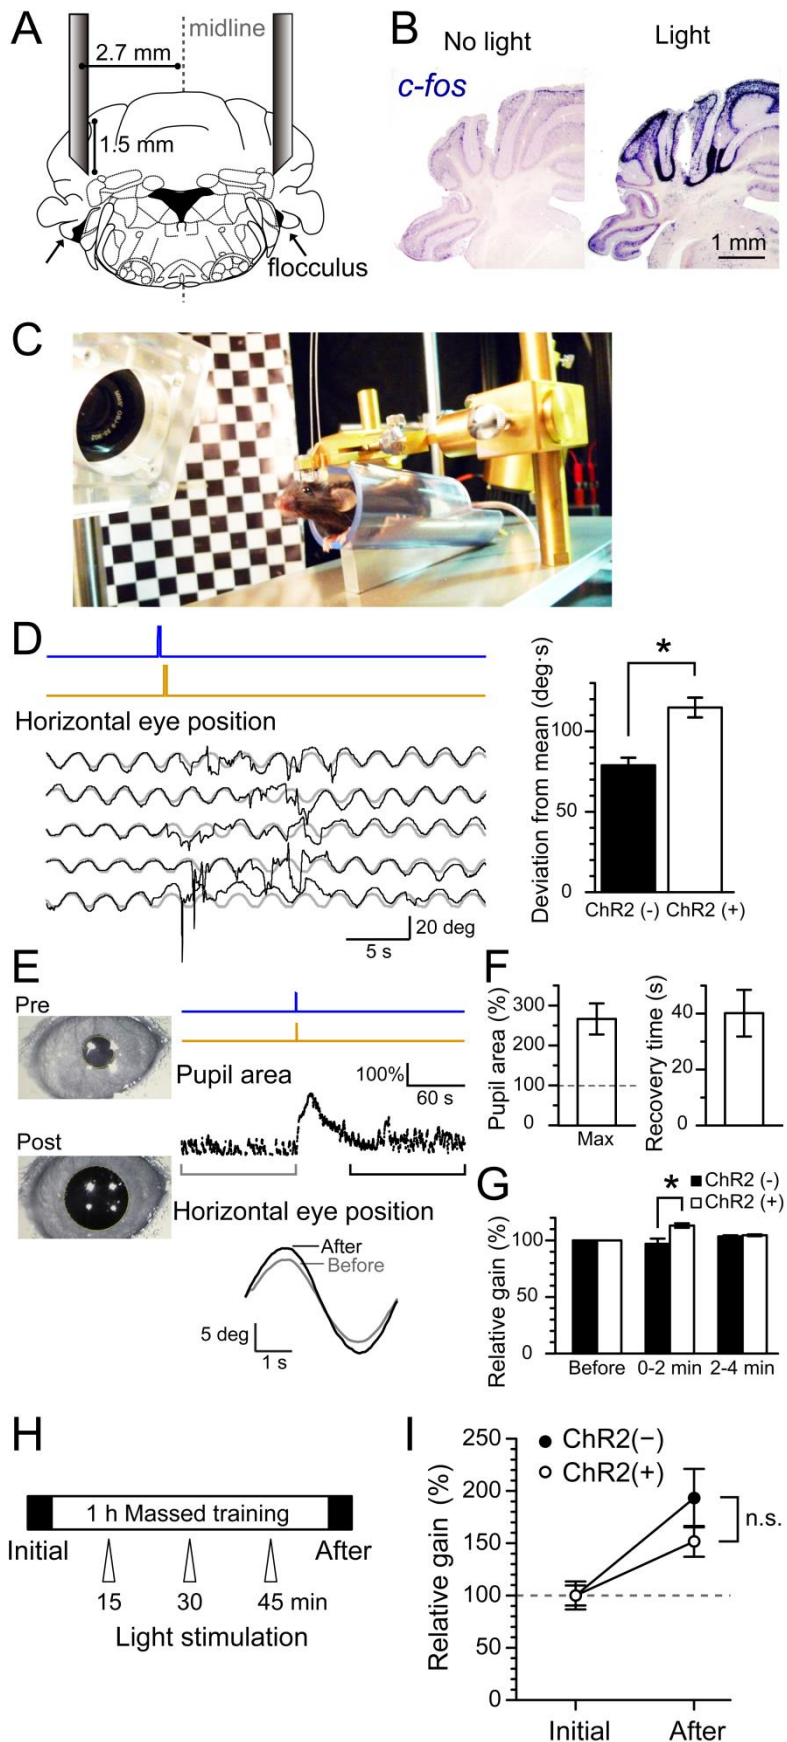 A
midline
2.7 mm
1.5 mm
flocculus
B
No light
Light
c-fos
1 mm
C
D
Horizontal eye position
20 deg
5 s
Deviation from mean (deg·s)
100
50
0
ChR2 (-)
ChR2 (+)
*
E
Pre
Post
Pupil area
100%
60 s
Horizontal eye position
After
Before
5 deg
1 s
F
Pupil area (%)
300
200
100
0
Max
Recovery time (s)
40
20
0
G
ChR2 (-)
ChR2 (+)
*
Relative gain (%)
100
50
0
Before
0-2 min
2-4 min
H
1 h Massed training
Initial
After
15
30
45 min
Light stimulation
I
ChR2(−)
ChR2(+)
Relative gain (%)
250
200
150
100
50
0
n.s.
Initial
After